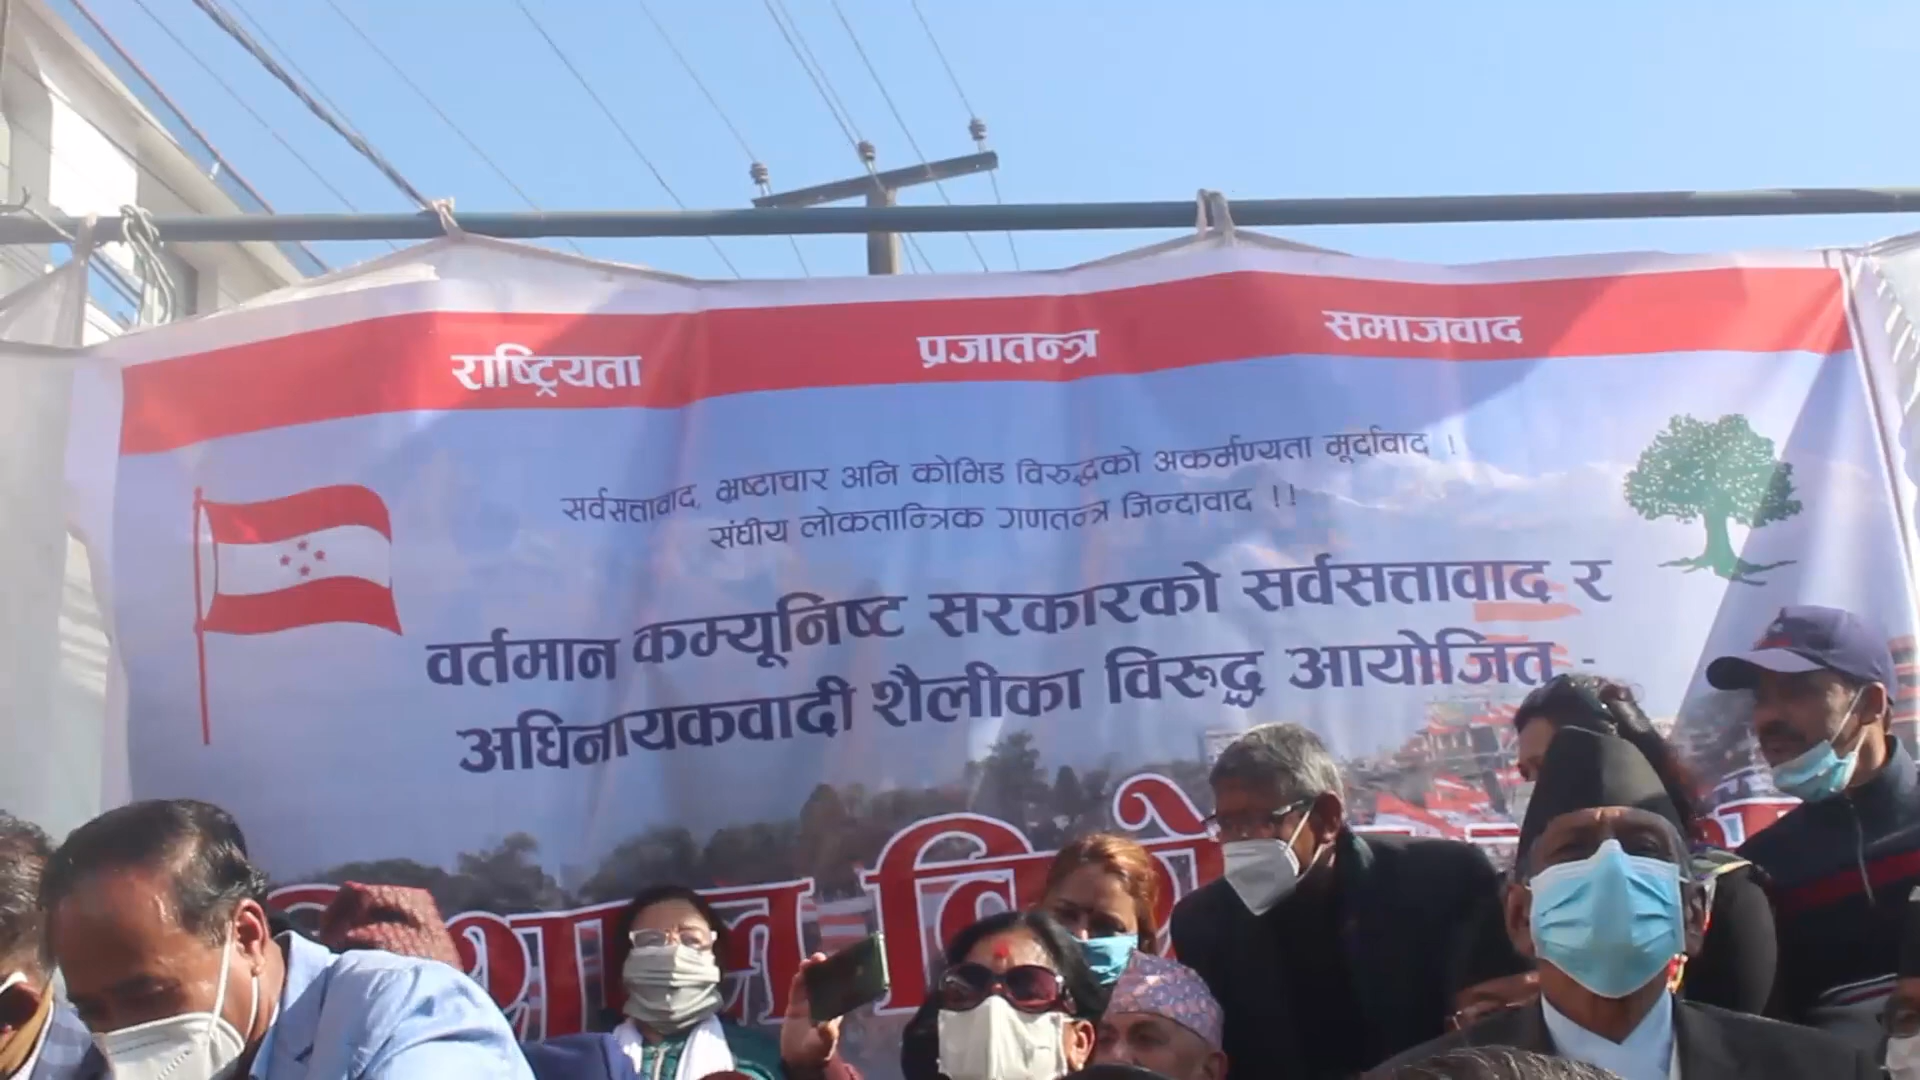 राष्ट्रियता प्रजातन्त्र समाजवाद
सर्वसत्तावाद, भ्रष्टाचार अनि कोभिड विरुद्धको अकर्मण्यता मूर्दावाद ।
संघीय लोकतान्त्रिक गणतन्त्र जिन्दावाद !!
वर्तमान कम्यूनिष्ट सरकारको सर्वसत्तावाद र
अधिनायकवादी शैलीका विरुद्ध आयोजित -